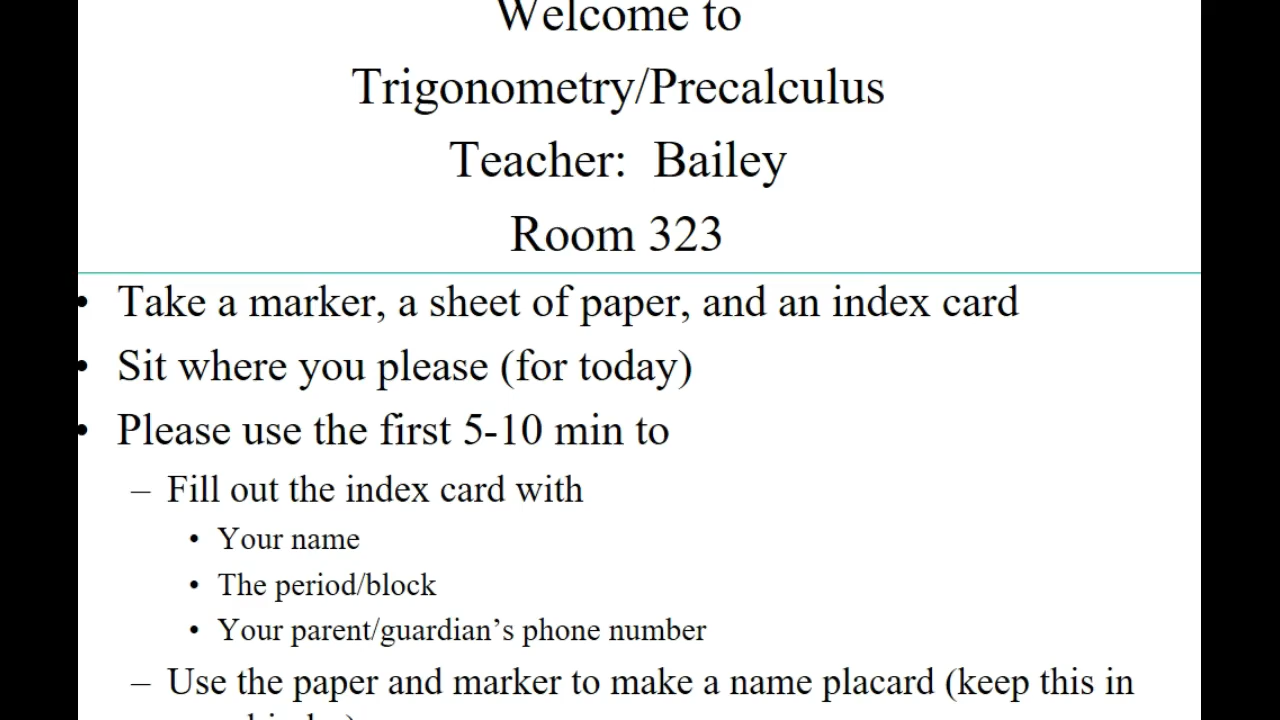 Welcome to
Trigonometry/Precalculus
Teacher: Bailey
Room 323
• Take a marker, a sheet of paper, and an index card
• Sit where you please (for today)
• Please use the first 5-10 min to
– Fill out the index card with
• Your name
• The period/block
• Your parent/guardian’s phone number
– Use the paper and marker to make a name placard (keep this in